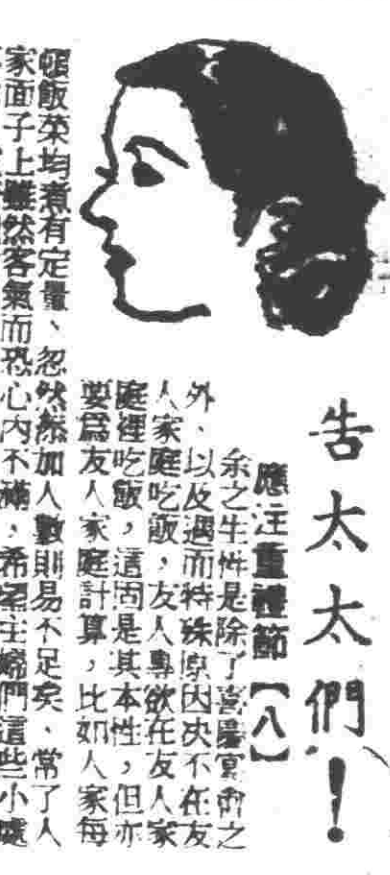 告太太們！
應注重禮節【八】
余之生性是除了喜慶宴會之
外、以及遇而特殊原因决不在友
人家庭吃飯，友人專欲在友人家
庭裡吃飯，這固是其本性，但亦
要爲友人家庭計算，比如人家每
頓飯菜均煮有定量、忽然添加人數則易不足矣、常了人
家面子上雖然客氣而恐心內不滿，希望主婦們這些小處